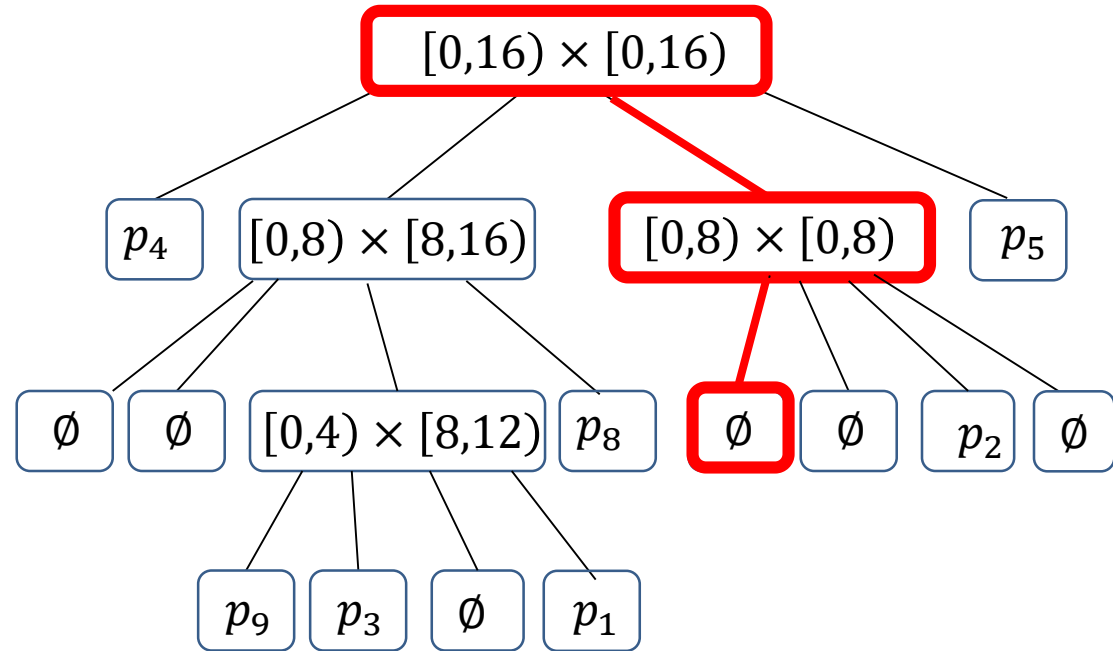 [0,16) × [0,16)
p₄ [0,8) × [8,16) [0,8) × [0,8) p₅
∅ ∅ [0,4) × [8,12) p₈ ∅ ∅ p₂ ∅
p₉ p₃ ∅ p₁